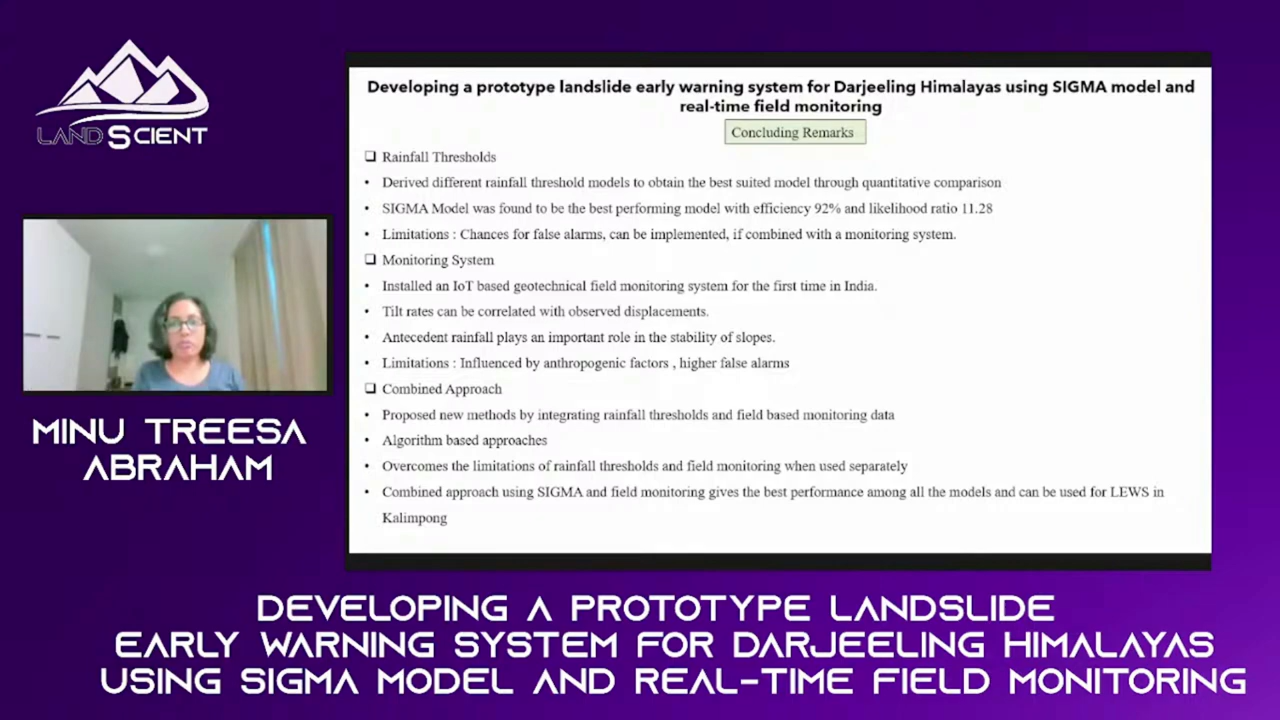 LANDSCIENT
Developing a prototype landslide early warning system for Darjeeling Himalayas using SIGMA model and
real-time field monitoring
Concluding Remarks
❑ Rainfall Thresholds
• Derived different rainfall threshold models to obtain the best suited model through quantitative comparison
• SIGMA Model was found to be the best performing model with efficiency 92% and likelihood ratio 11.28
• Limitations : Chances for false alarms, can be implemented, if combined with a monitoring system.
❑ Monitoring System
• Installed an IoT based geotechnical field monitoring system for the first time in India.
• Tilt rates can be correlated with observed displacements.
• Antecedent rainfall plays an important role in the stability of slopes.
• Limitations : Influenced by anthropogenic factors , higher false alarms
❑ Combined Approach
• Proposed new methods by integrating rainfall thresholds and field based monitoring data
• Algorithm based approaches
• Overcomes the limitations of rainfall thresholds and field monitoring when used separately
• Combined approach using SIGMA and field monitoring gives the best performance among all the models and can be used for LEWS in
Kalimpong
MINU TREESA
ABRAHAM
DEVELOPING A PROTOTYPE LANDSLIDE
EARLY WARNING SYSTEM FOR DARJEELING HIMALAYAS
USING SIGMA MODEL AND REAL-TIME FIELD MONITORING